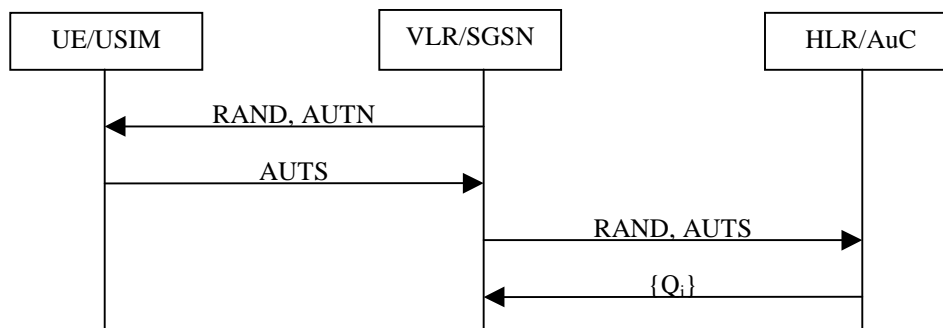 UE/USIM
VLR/SGSN
HLR/AuC
RAND, AUTN
AUTS
RAND, AUTS
{Qi}